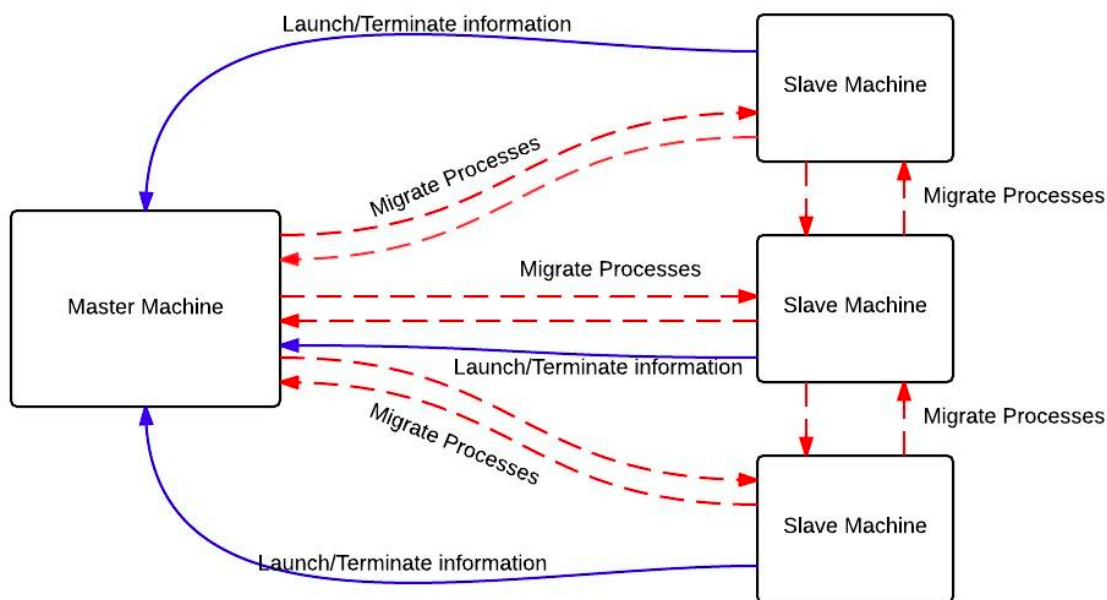 Launch/Terminate information
Slave Machine
Migrate Processes
Migrate Processes
Master Machine
Migrate Processes
Slave Machine
Launch/Terminate information
Migrate Processes
Migrate Processes
Slave Machine
Launch/Terminate information